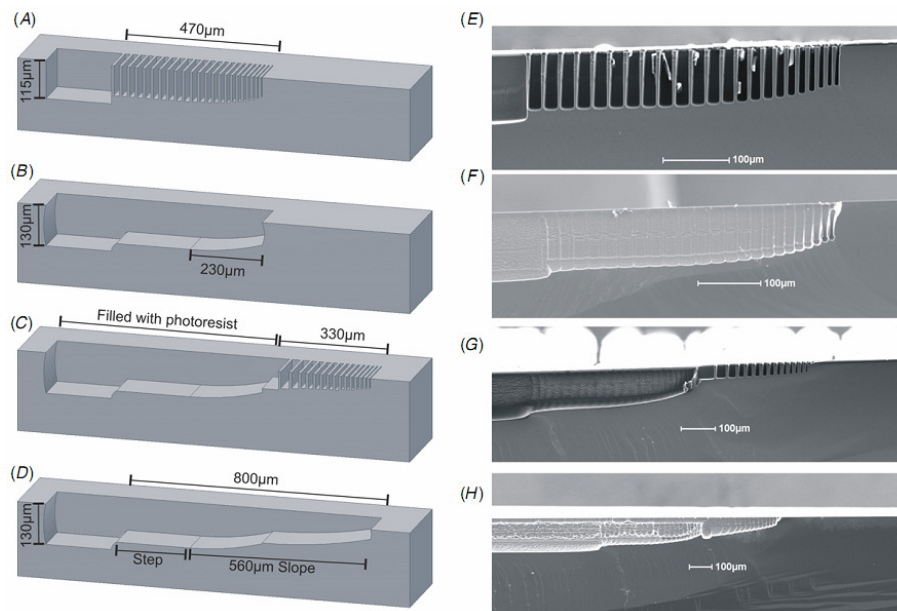 (A)
470µm
115µm
(B)
130µm
230µm
(C)
Filled with photoresist
330µm
(D)
800µm
130µm
Step
560µm Slope
(E)
100µm
(F)
100µm
(G)
100µm
(H)
100µm